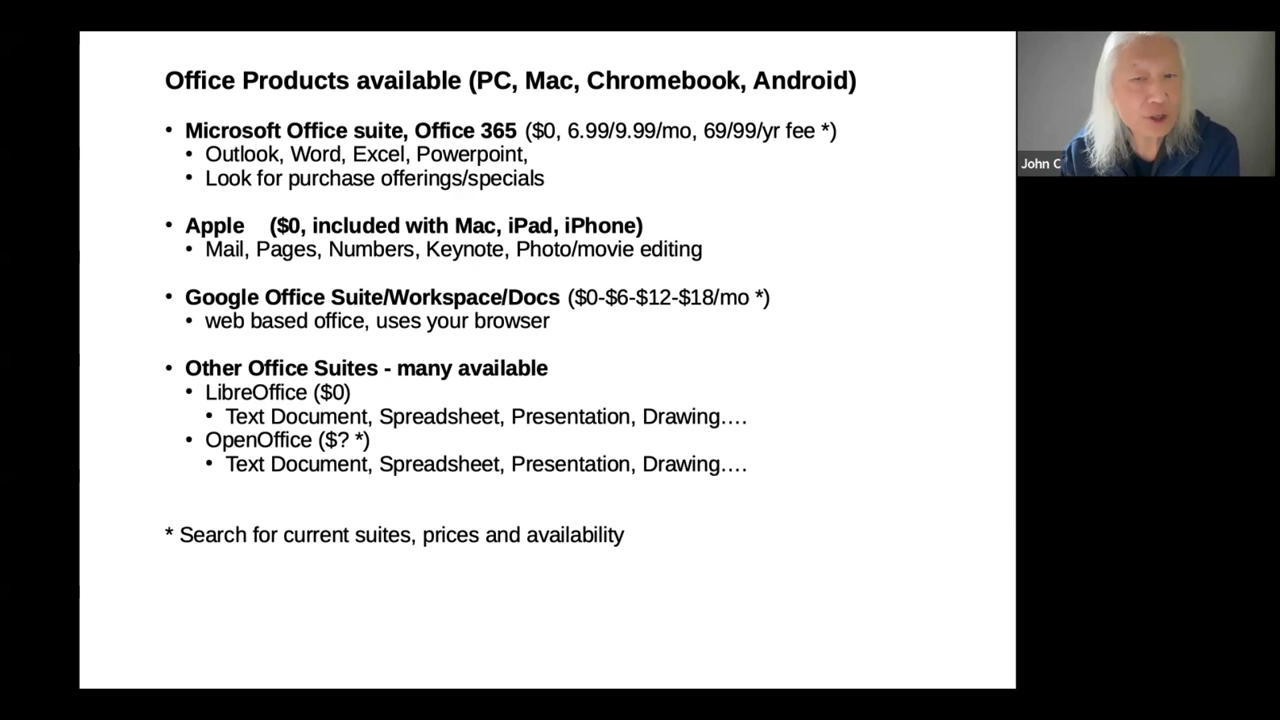 Office Products available (PC, Mac, Chromebook, Android)
• Microsoft Office suite, Office 365 ($0, 6.99/9.99/mo, 69/99/yr fee *)
• Outlook, Word, Excel, Powerpoint,
• Look for purchase offerings/specials
• Apple ($0, included with Mac, iPad, iPhone)
• Mail, Pages, Numbers, Keynote, Photo/movie editing
• Google Office Suite/Workspace/Docs ($0-$6-$12-$18/mo *)
• web based office, uses your browser
• Other Office Suites - many available
• LibreOffice ($0)
• Text Document, Spreadsheet, Presentation, Drawing….
• OpenOffice ($? *)
• Text Document, Spreadsheet, Presentation, Drawing….
* Search for current suites, prices and availability
John C